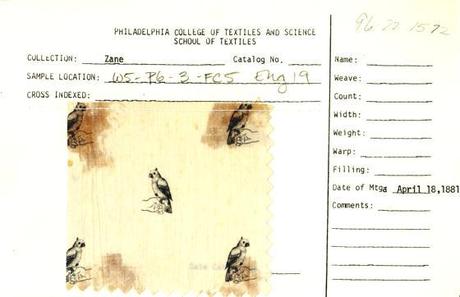 96.22.1572
PHILADELPHIA COLLEGE OF TEXTILES AND SCIENCE
SCHOOL OF TEXTILES
COLLECTION: Zane Catalog No.
SAMPLE LOCATION: W5-P6-3-FC5 Eng 19
CROSS INDEXED:
Name:
Weave:
Count:
Width:
Weight:
Warp:
Filling:
Date of Mtg. April 18,1881
Comments: